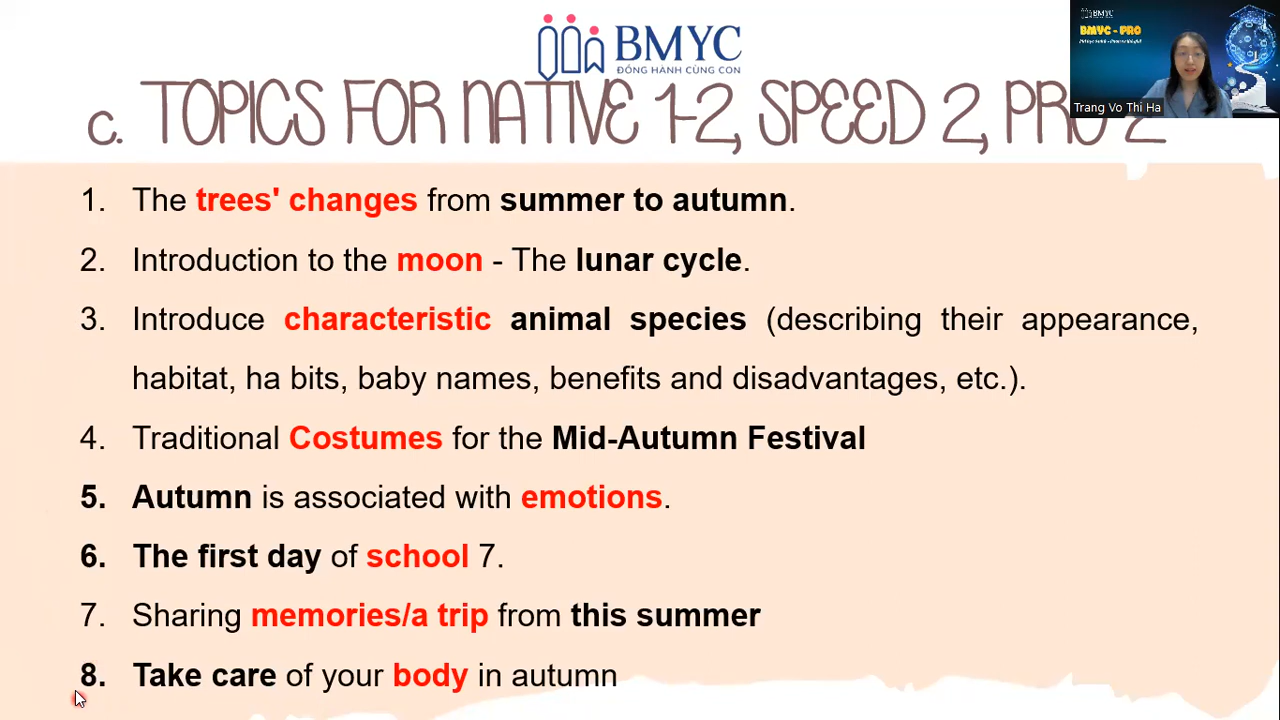 BMYC
ĐỒNG HÀNH CÙNG CON
BMYC
BMYC - PRO
Trang Vo Thi Ha
c. TOPICS FOR NATIVE 1-2, SPEED 2, PRO 2
1. The trees' changes from summer to autumn.
2. Introduction to the moon - The lunar cycle.
3. Introduce characteristic animal species (describing their appearance,
habitat, ha bits, baby names, benefits and disadvantages, etc.).
4. Traditional Costumes for the Mid-Autumn Festival
5. Autumn is associated with emotions.
6. The first day of school 7.
7. Sharing memories/a trip from this summer
8. Take care of your body in autumn